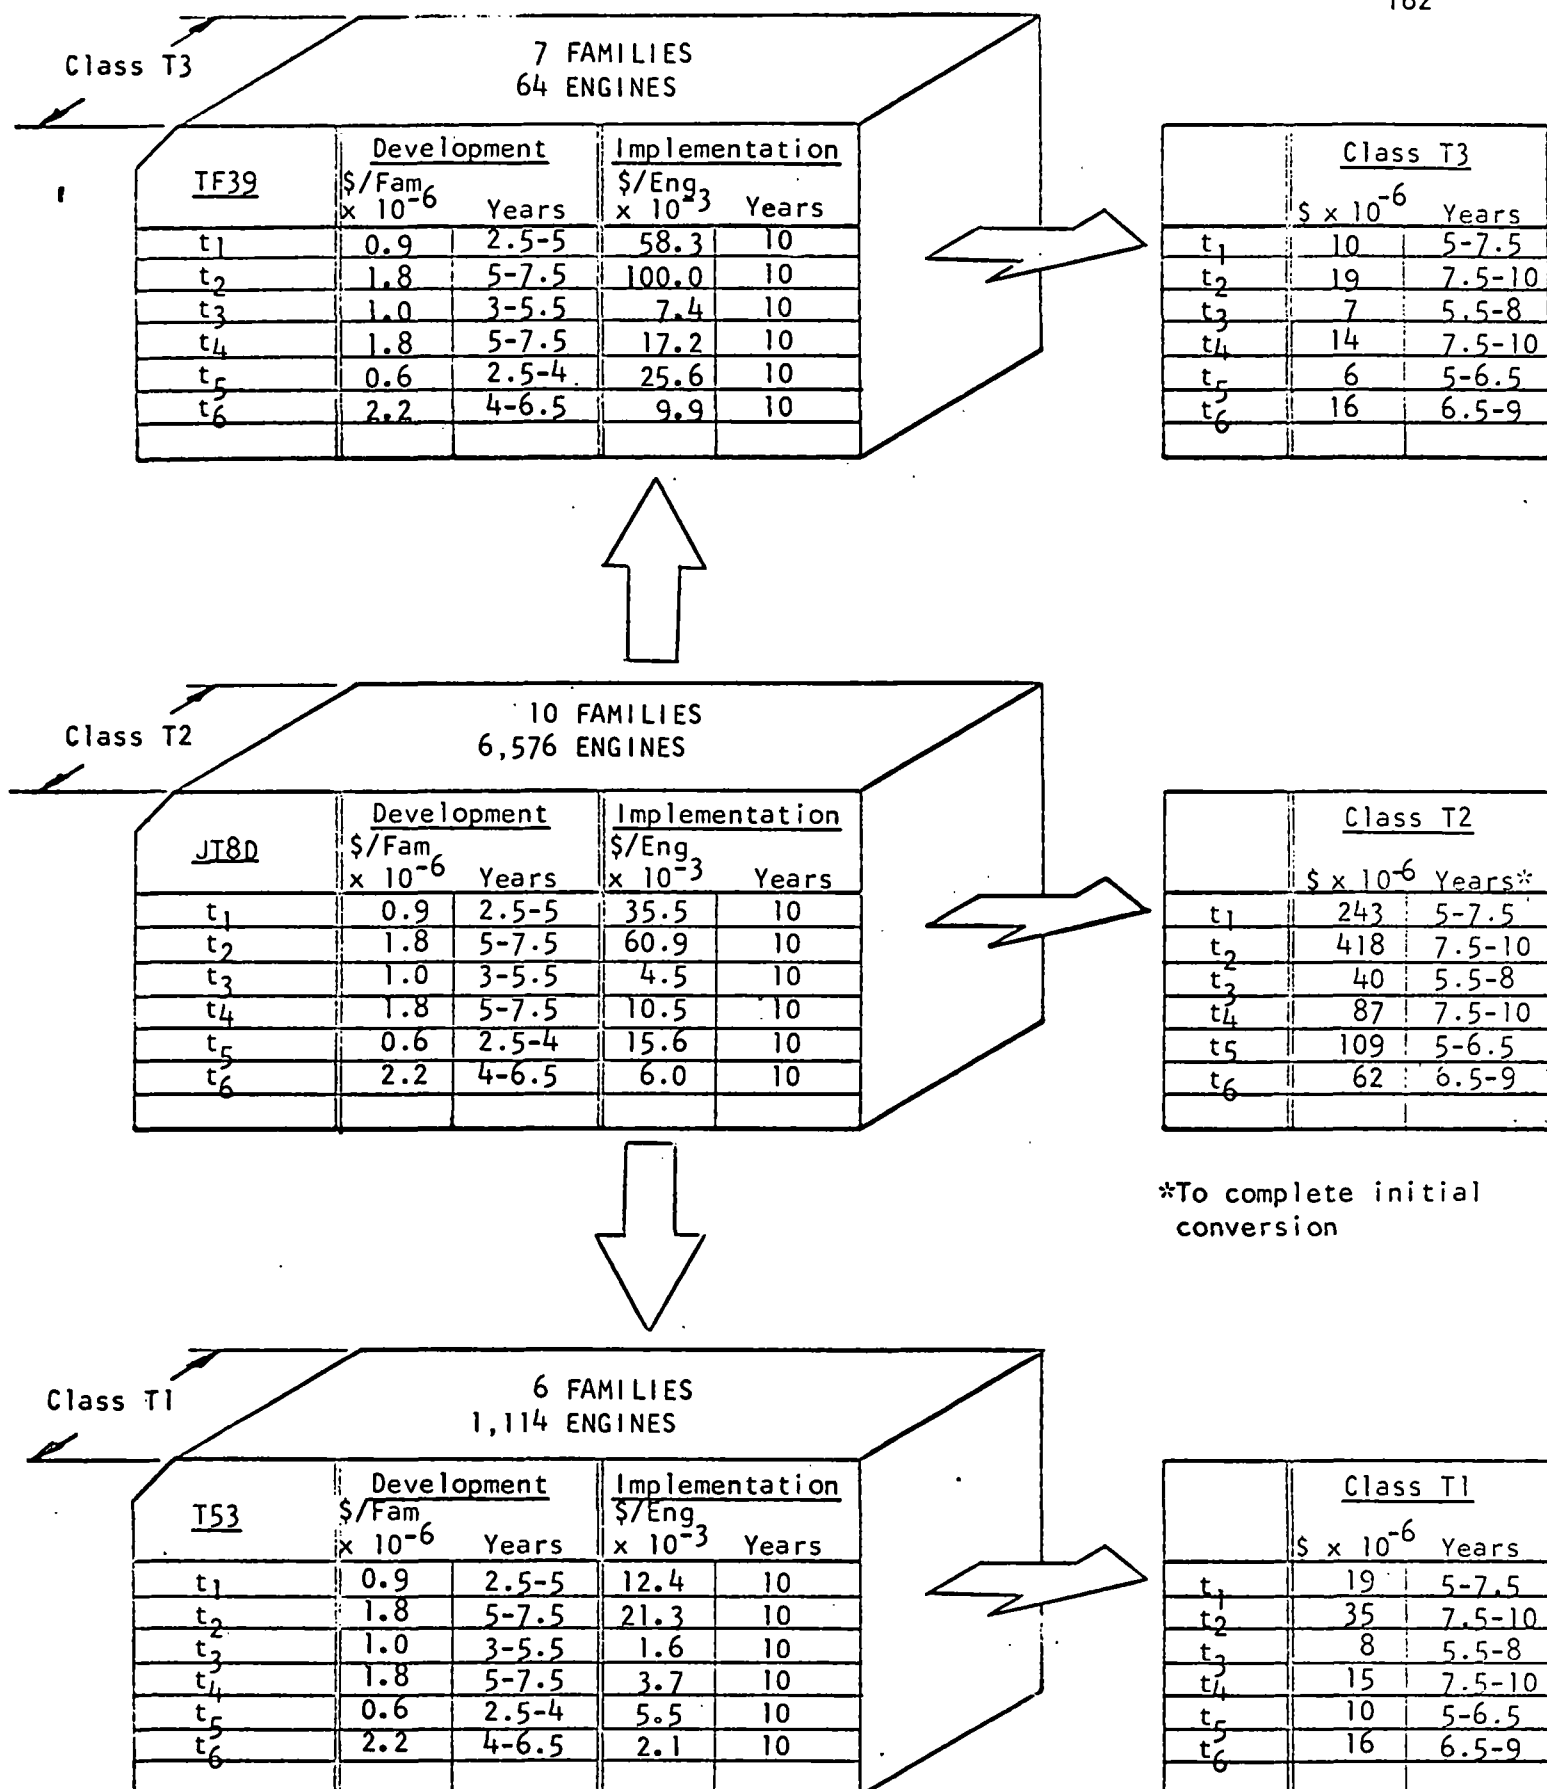 162
Class T3
7 FAMILIES
64 ENGINES
TF39
Development
Implementation
$/Fam x 10-6 Years $/Eng x 10-3 Years
t1 0.9 2.5-5 58.3 10
t2 1.8 5-7.5 100.0 10
t3 1.0 3-5.5 7.4 10
t4 1.8 5-7.5 17.2 10
t5 0.6 2.5-4 25.6 10
t6 2.2 4-6.5 9.9 10
Class T3
$ x 10-6 Years
t1 10 5-7.5
t2 19 7.5-10
t3 7 5.5-8
t4 14 7.5-10
t5 6 5-6.5
t6 16 6.5-9
Class T2
10 FAMILIES
6,576 ENGINES
JT8D
Development
Implementation
$/Fam x 10-6 Years $/Eng x 10-3 Years
t1 0.9 2.5-5 35.5 10
t2 1.8 5-7.5 60.9 10
t3 1.0 3-5.5 4.5 10
t4 1.8 5-7.5 10.5 10
t5 0.6 2.5-4 15.6 10
t6 2.2 4-6.5 6.0 10
Class T2
$ x 10-6 Years*
t1 243 5-7.5
t2 418 7.5-10
t3 40 5.5-8
t4 87 7.5-10
t5 109 5-6.5
t6 62 6.5-9
*To complete initial
conversion
Class T1
6 FAMILIES
1,114 ENGINES
T53
Development
Implementation
$/Fam x 10-6 Years $/Eng x 10-3 Years
t1 0.9 2.5-5 12.4 10
t2 1.8 5-7.5 21.3 10
t3 1.0 3-5.5 1.6 10
t4 1.8 5-7.5 3.7 10
t5 0.6 2.5-4 5.5 10
t6 2.2 4-6.5 2.1 10
Class T1
$ x 10-6 Years
t1 19 5-7.5
t2 35 7.5-10
t3 8 5.5-8
t4 15 7.5-10
t5 10 5-6.5
t6 16 6.5-9